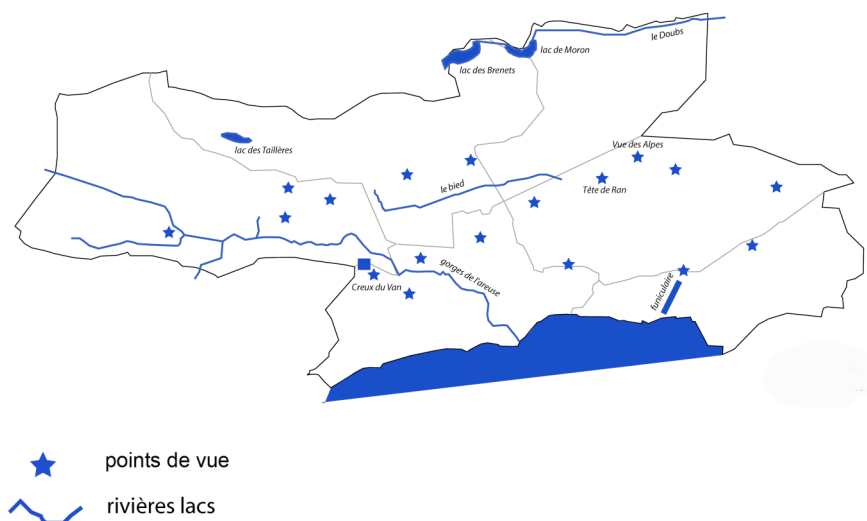 le Doubs
lac de Moron
lac des Brenets
Vue des Alpes
lac des Taillères
le bied
Tête de Ran
gorges de l'areuse
Creux du Van
funiculaire
points de vue
rivières lacs